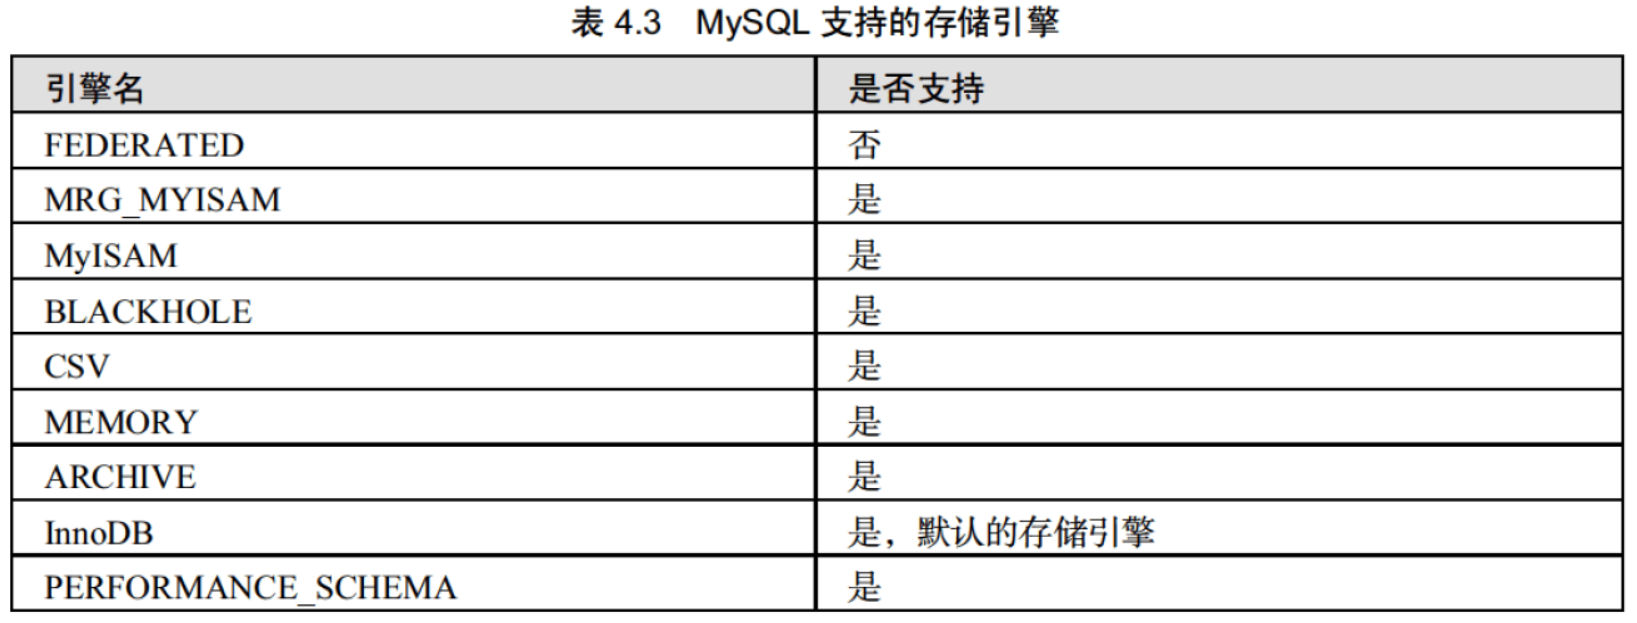 表 4.3 MySQL 支持的存储引擎
引擎名 是否支持
FEDERATED 否
MRG_MYISAM 是
MyISAM 是
BLACKHOLE 是
CSV 是
MEMORY 是
ARCHIVE 是
InnoDB 是，默认的存储引擎
PERFORMANCE_SCHEMA 是